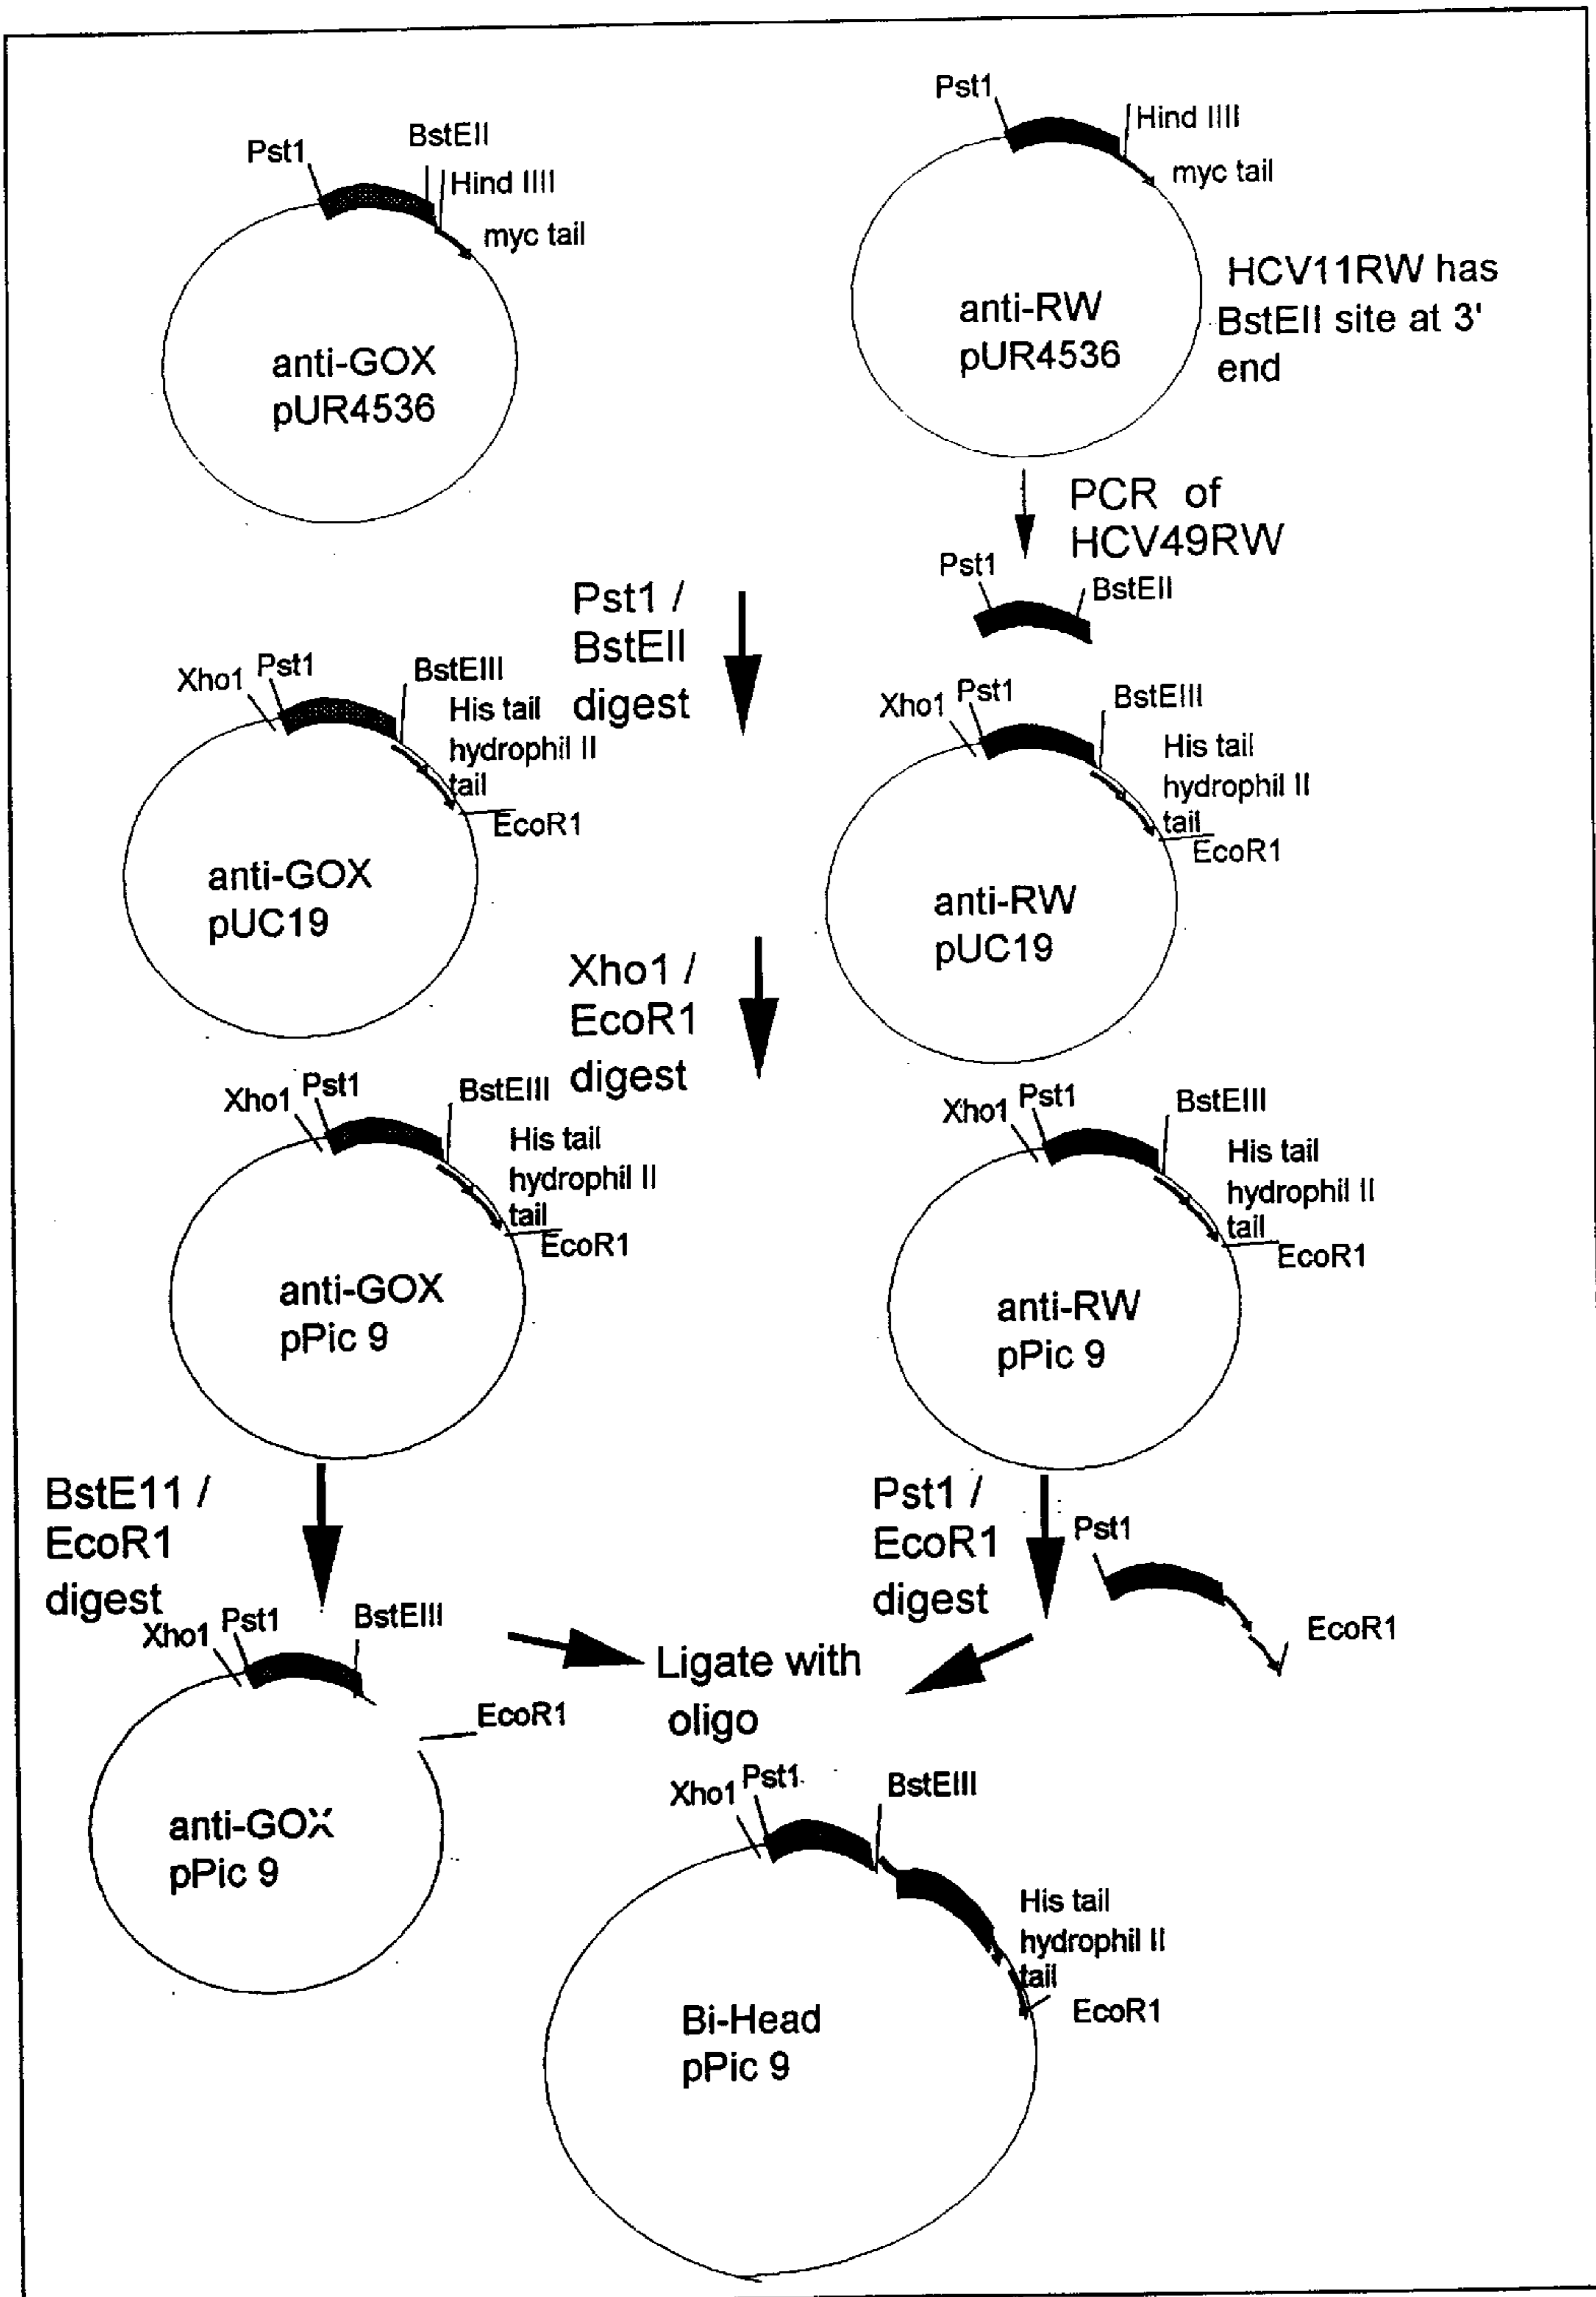 Pst1
BstEII
Hind IIII
myc tail
anti-GOX
pUR4536
Pst1
Hind IIII
myc tail
anti-RW
pUR4536
HCV11RW has
BstEII site at 3'
end
PCR of
HCV49RW
Pst1
BstEII
Pst1 /
BstEII
digest
Xho1
Pst1
BstEIII
His tail
hydrophil II
tail
EcoR1
anti-GOX
pUC19
Xho1
Pst1
BstEIII
His tail
hydrophil II
tail
EcoR1
anti-RW
pUC19
Xho1 /
EcoR1
digest
Xho1
Pst1
BstEIII
His tail
hydrophil II
tail
EcoR1
anti-GOX
pPic 9
Xho1
Pst1
BstEIII
His tail
hydrophil II
tail
EcoR1
anti-RW
pPic 9
BstE11 /
EcoR1
digest
Pst1 /
EcoR1
digest
Pst1
EcoR1
Xho1
Pst1
BstEIII
EcoR1
anti-GOX
pPic 9
Ligate with
oligo
Xho1
Pst1
BstEIII
His tail
hydrophil II
tail
EcoR1
Bi-Head
pPic 9